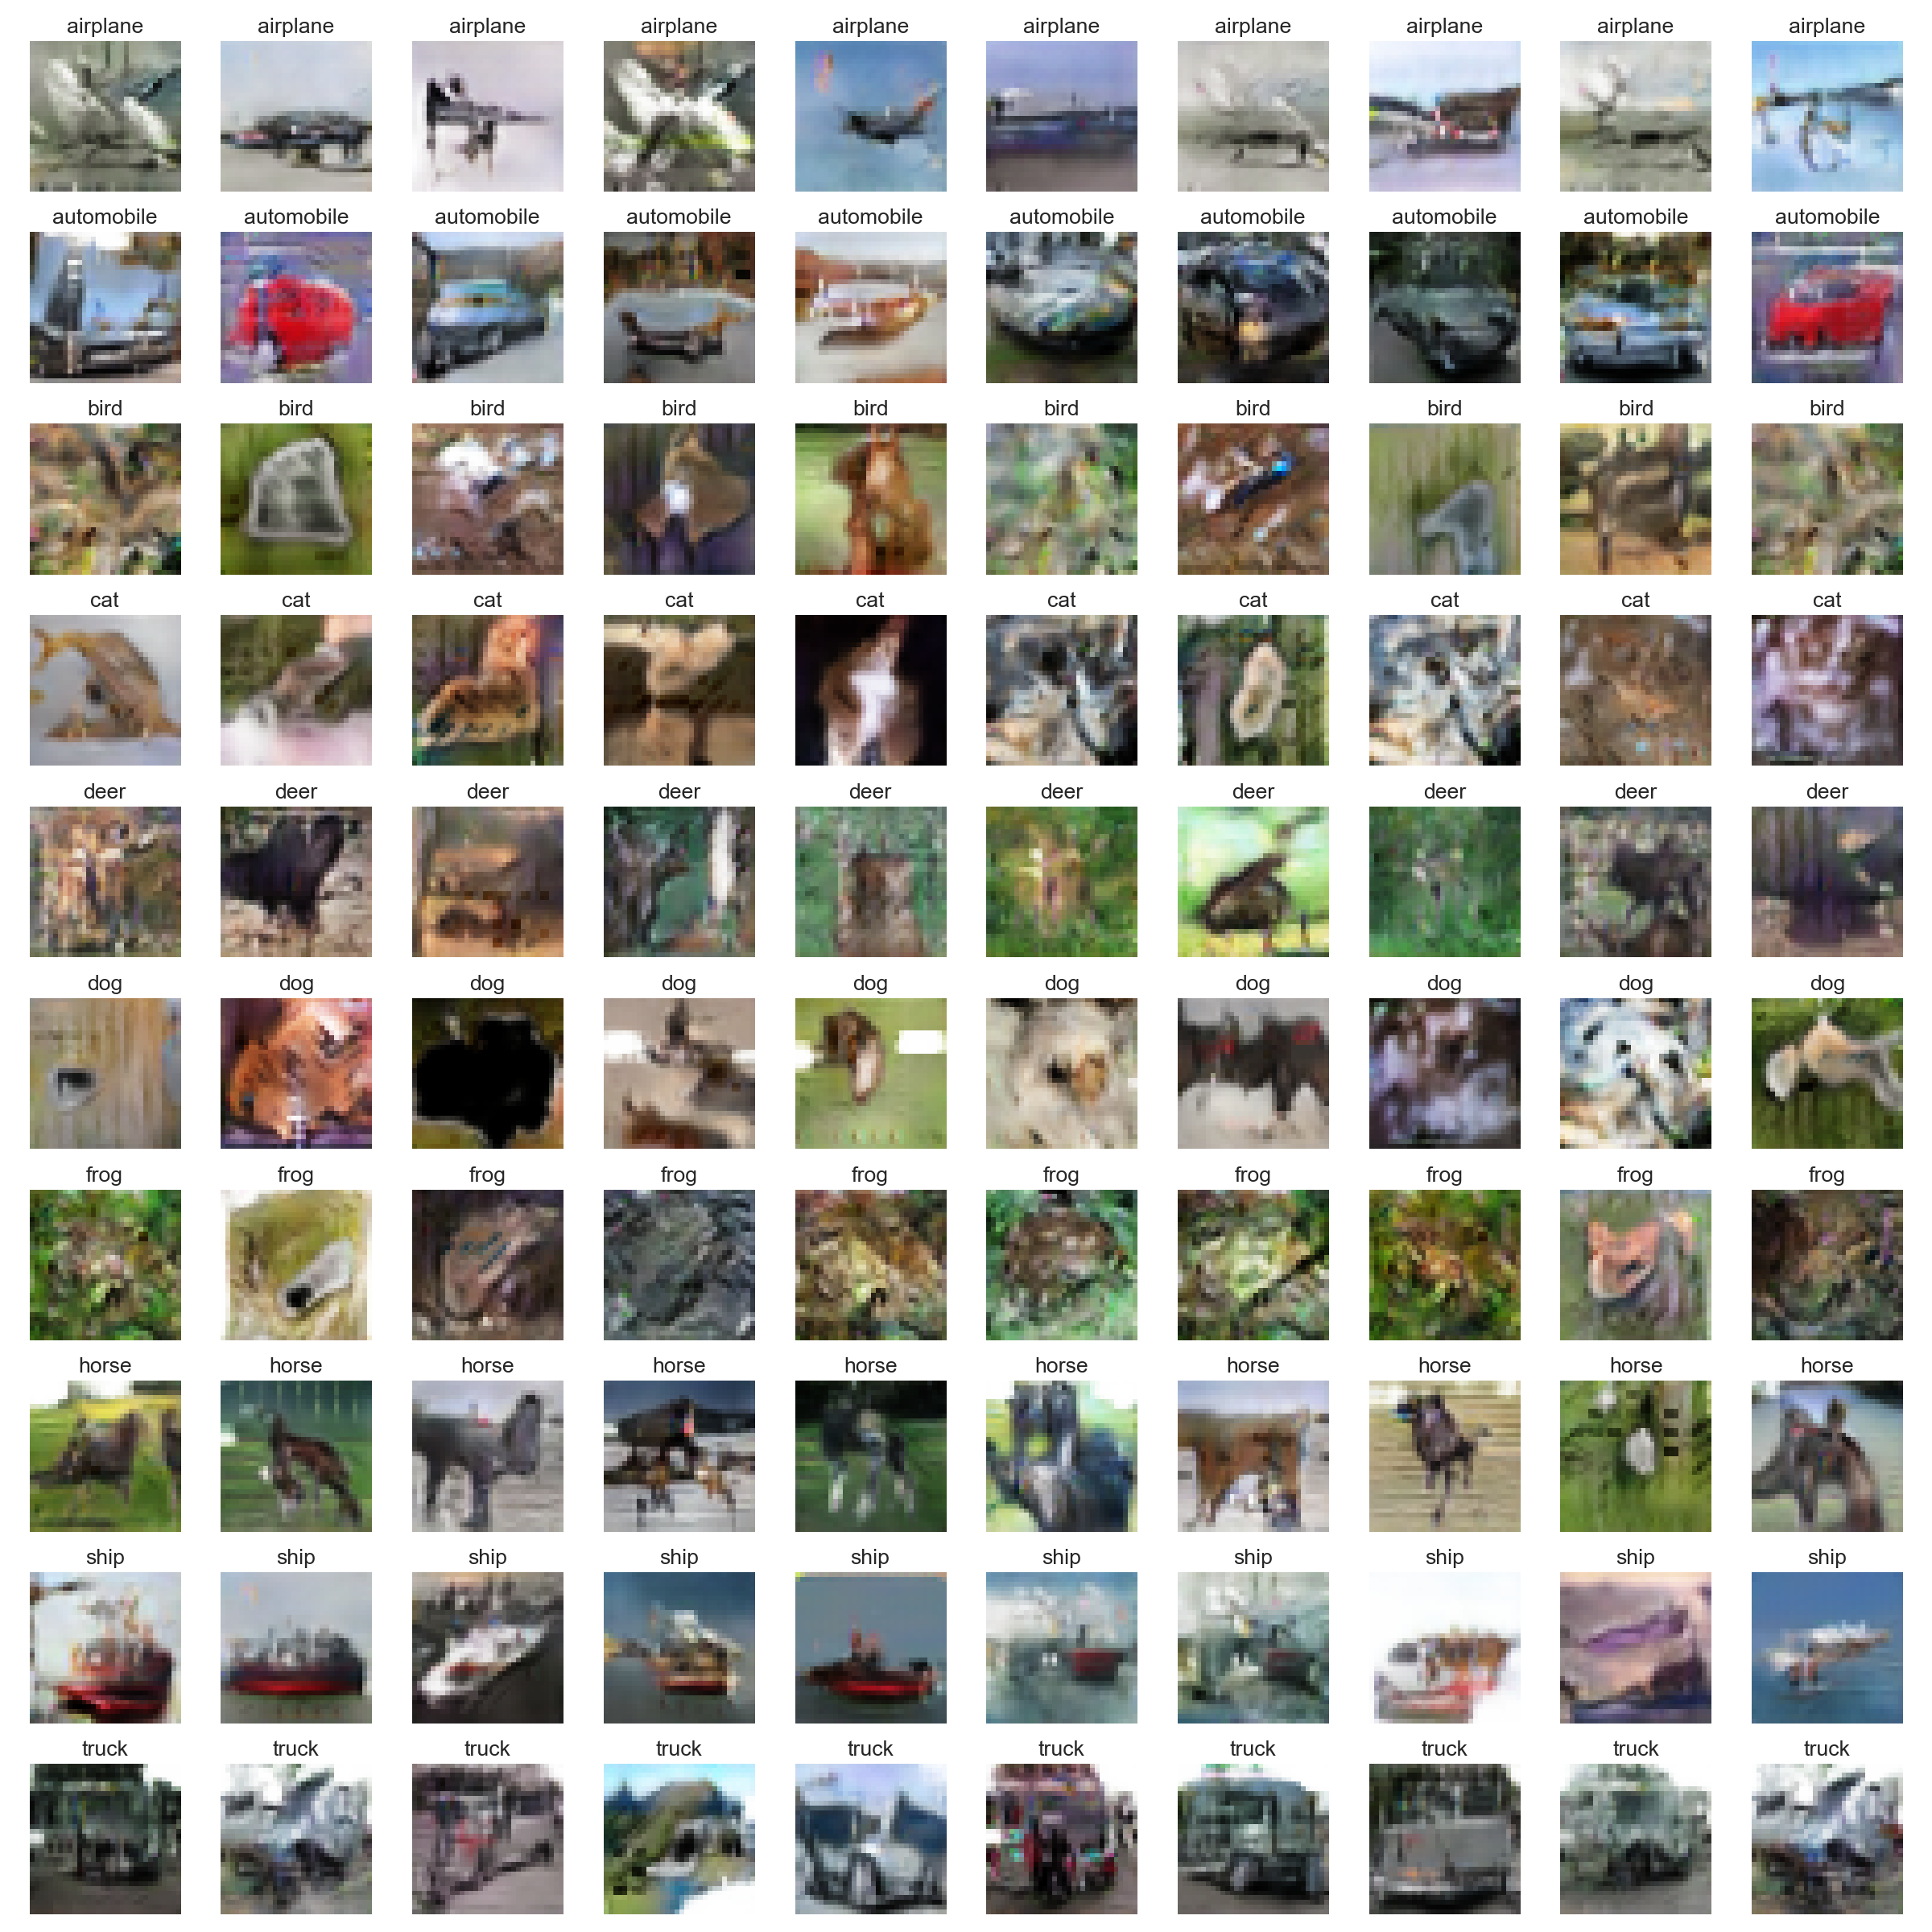 airplane airplane airplane airplane airplane airplane airplane airplane airplane airplane
automobile automobile automobile automobile automobile automobile automobile automobile automobile automobile
bird bird bird bird bird bird bird bird bird bird
cat cat cat cat cat cat cat cat cat cat
deer deer deer deer deer deer deer deer deer deer
dog dog dog dog dog dog dog dog dog dog
frog frog frog frog frog frog frog frog frog frog
horse horse horse horse horse horse horse horse horse horse
ship ship ship ship ship ship ship ship ship ship
truck truck truck truck truck truck truck truck truck truck